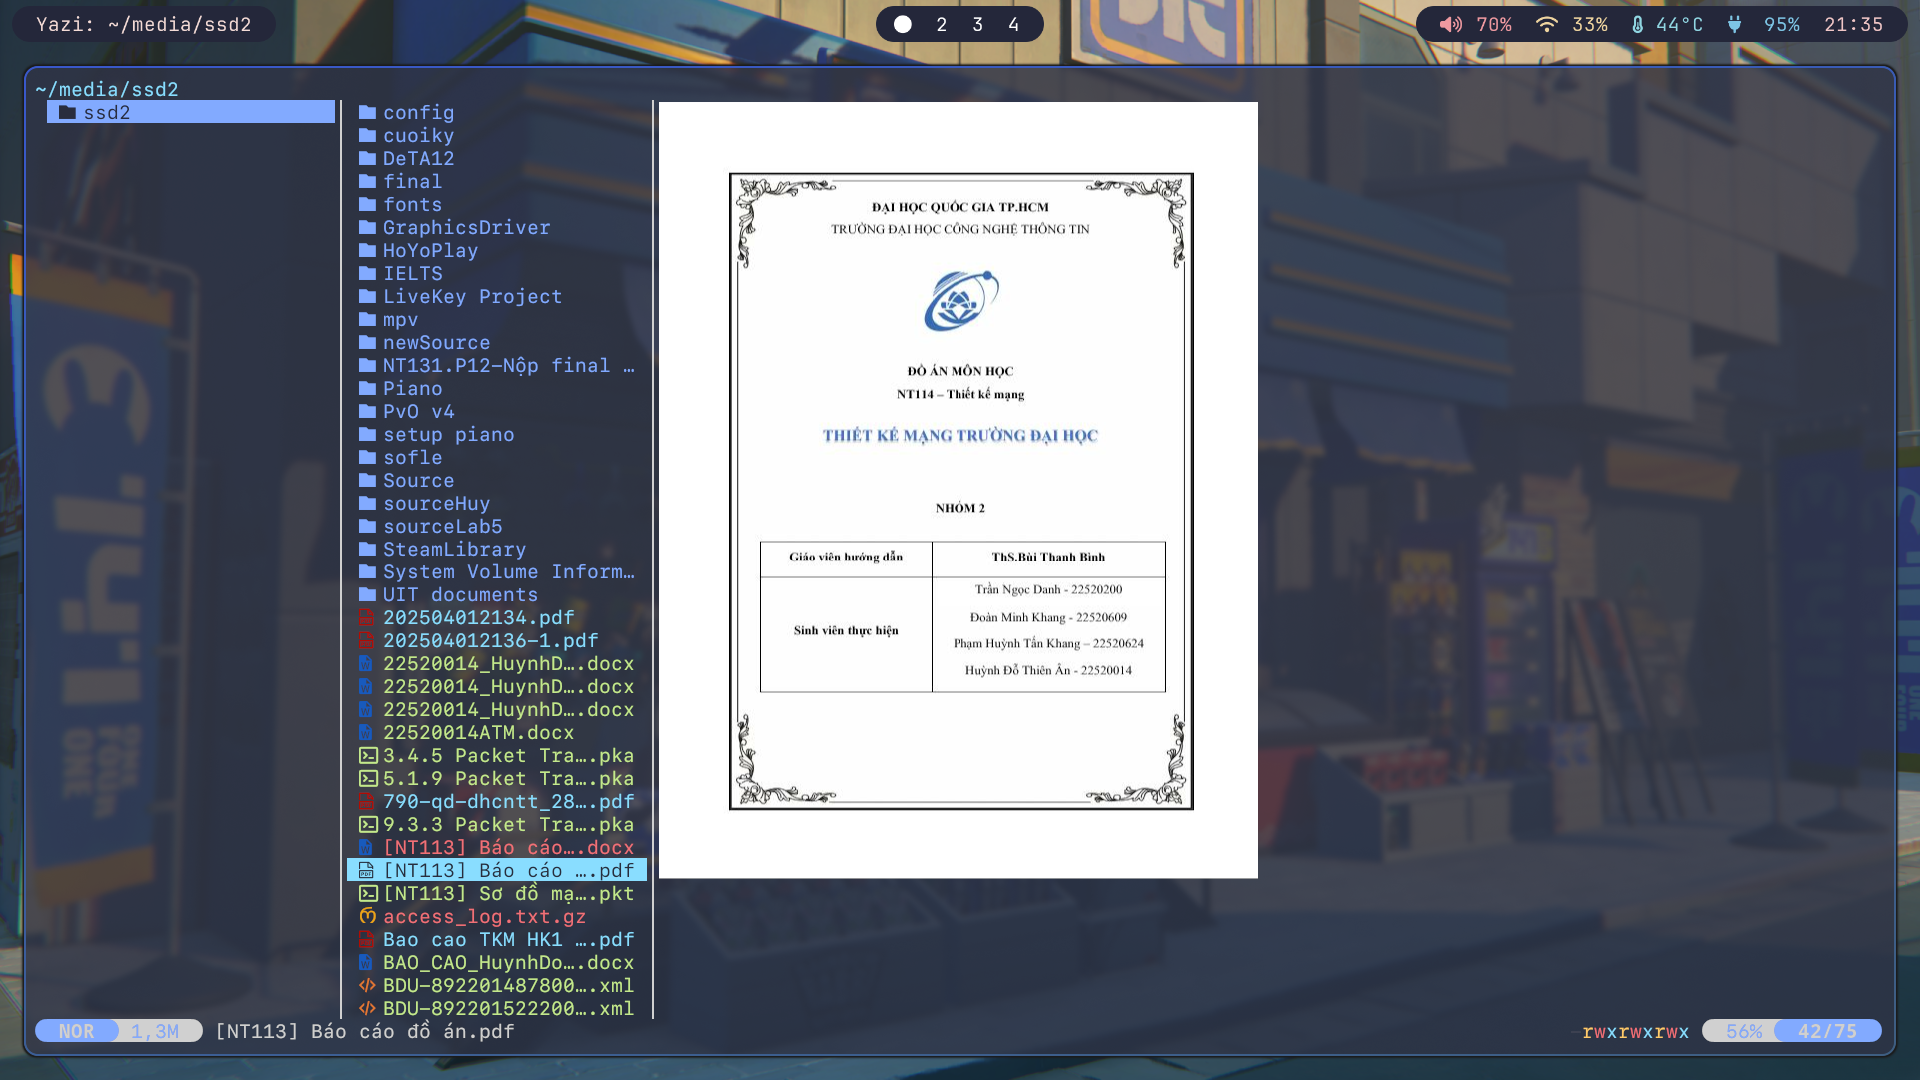 Yazi: ~/media/ssd2
2 3 4
70% 33% 44°C 95% 21:35
~/media/ssd2
ssd2
config
cuoiky
DeTA12
final
fonts
GraphicsDriver
HoYoPlay
IELTS
LiveKey Project
mpv
newSource
NT131.P12-Nộp final …
Piano
PvO v4
setup piano
sofle
Source
sourceHuy
sourceLab5
SteamLibrary
System Volume Inform…
UIT documents
202504012134.pdf
202504012136-1.pdf
22520014_HuynhD….docx
22520014_HuynhD….docx
22520014_HuynhD….docx
22520014ATM.docx
3.4.5 Packet Tra….pka
5.1.9 Packet Tra….pka
790-qd-dhcntt_28….pdf
9.3.3 Packet Tra….pka
[NT113] Báo cáo….docx
[NT113] Báo cáo ….pdf
[NT113] Sơ đồ mạ….pkt
access_log.txt.gz
Bao cao TKM HK1 ….pdf
BAO_CAO_HuynhDo….docx
BDU-892201487800….xml
BDU-892201522200….xml
ĐẠI HỌC QUỐC GIA TP.HCM
TRƯỜNG ĐẠI HỌC CÔNG NGHỆ THÔNG TIN
ĐỒ ÁN MÔN HỌC
NT114 – Thiết kế mạng
THIẾT KẾ MẠNG TRƯỜNG ĐẠI HỌC
NHÓM 2
Giáo viên hướng dẫn
ThS.Bùi Thanh Bình
Sinh viên thực hiện
Trần Ngọc Danh - 22520200
Đoàn Minh Khang - 22520609
Phạm Huỳnh Tấn Khang – 22520624
Huỳnh Đỗ Thiên Ân - 22520014
NOR 1,3M [NT113] Báo cáo đồ án.pdf
-rwxrwxrwx 56% 42/75